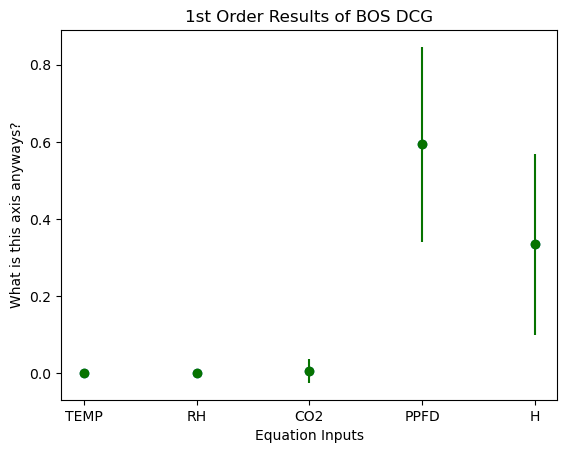 1st Order Results of BOS DCG
What is this axis anyways?
0.8
0.6
0.4
0.2
0.0
TEMP RH CO2 PPFD H
Equation Inputs